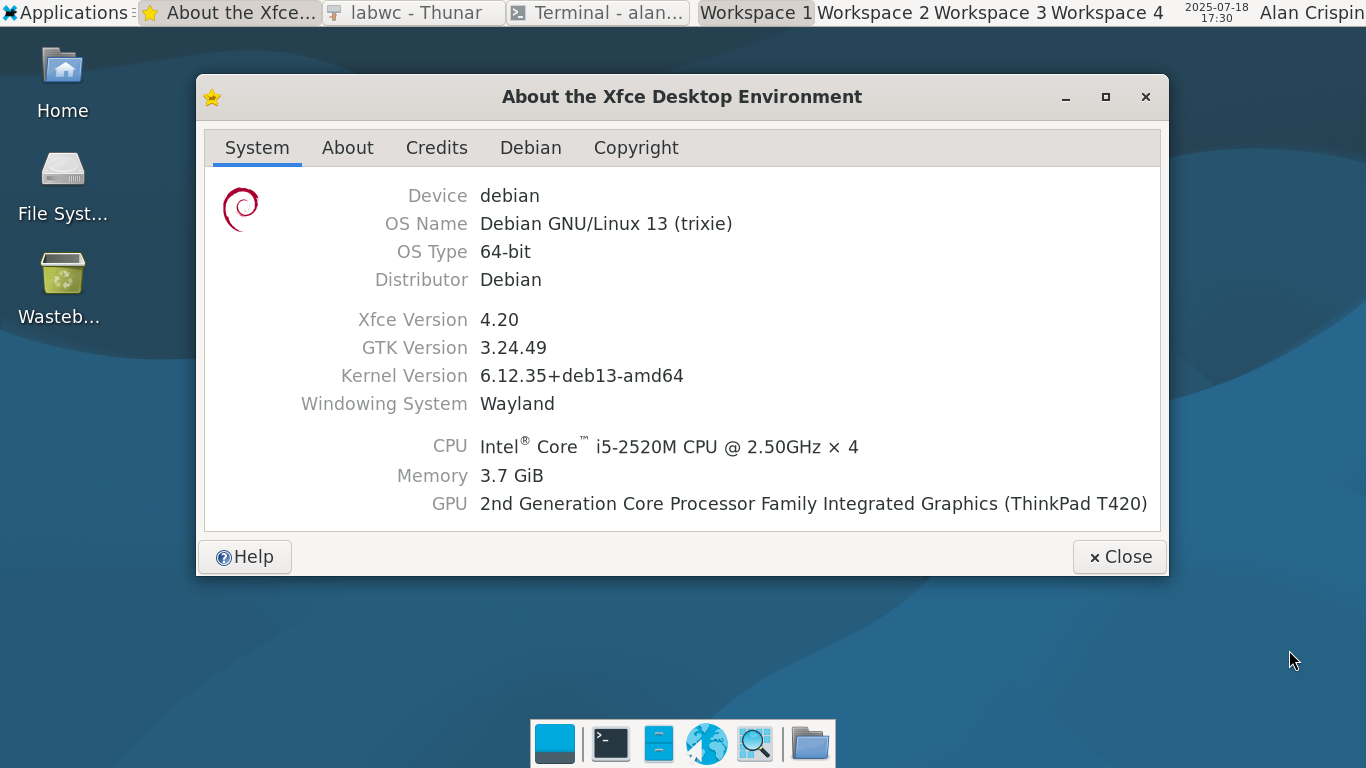 Applications
About the Xfce...
labwc - Thunar
Terminal - alan...
Workspace 1 Workspace 2 Workspace 3 Workspace 4
2025-07-18
17:30
Alan Crispin
Home
File Syst...
Wasteb...
About the Xfce Desktop Environment
System About Credits Debian Copyright
Device debian
OS Name Debian GNU/Linux 13 (trixie)
OS Type 64-bit
Distributor Debian
Xfce Version 4.20
GTK Version 3.24.49
Kernel Version 6.12.35+deb13-amd64
Windowing System Wayland
CPU Intel® Core™ i5-2520M CPU @ 2.50GHz × 4
Memory 3.7 GiB
GPU 2nd Generation Core Processor Family Integrated Graphics (ThinkPad T420)
Help
Close